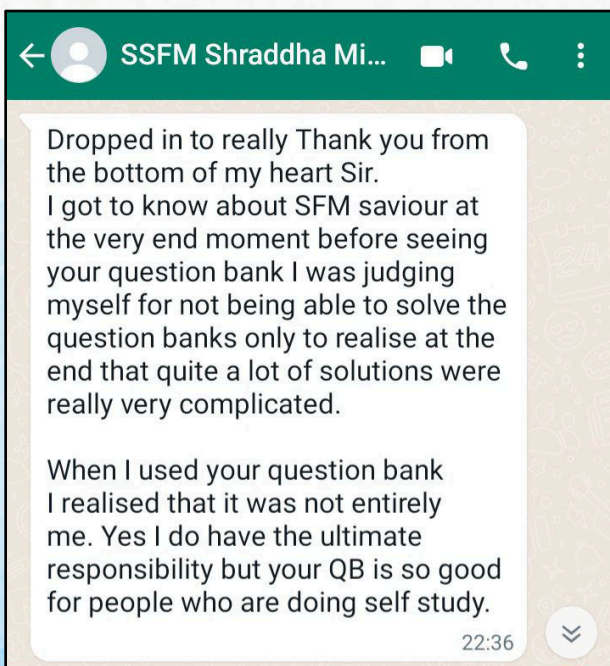 SSFM Shraddha Mi...
Dropped in to really Thank you from
the bottom of my heart Sir.
I got to know about SFM saviour at
the very end moment before seeing
your question bank I was judging
myself for not being able to solve the
question banks only to realise at the
end that quite a lot of solutions were
really very complicated.
When I used your question bank
I realised that it was not entirely
me. Yes I do have the ultimate
responsibility but your QB is so good
for people who are doing self study.
22:36